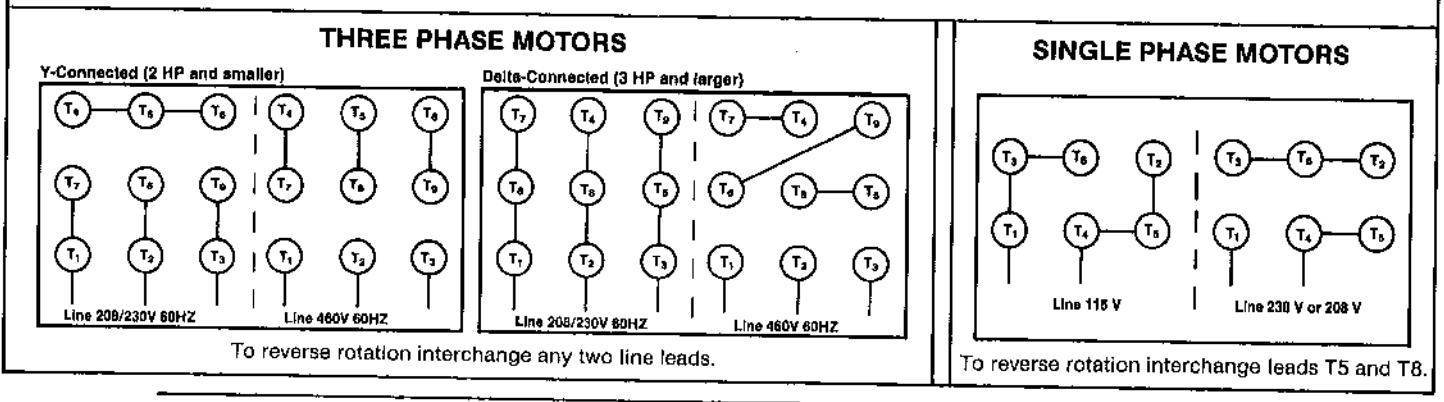 THREE PHASE MOTORS
Y-Connected (2 HP and smaller)
T4 T5 T6 T4 T5 T6
T7 T8 T9 T7 T8 T9
T1 T2 T3 T1 T2 T3
Line 208/230V 60HZ
Line 460V 60HZ
Delta-Connected (3 HP and larger)
T7 T4 T9 T7 T4 T9
T6 T8 T5 T6 T8 T5
T1 T2 T3 T1 T2 T3
Line 208/230V 60HZ
Line 460V 60HZ
To reverse rotation interchange any two line leads.
SINGLE PHASE MOTORS
T3 T8 T2 T3 T8 T2
T1 T4 T5 T1 T4 T5
Line 115 V
Line 230 V or 208 V
To reverse rotation interchange leads T5 and T8.